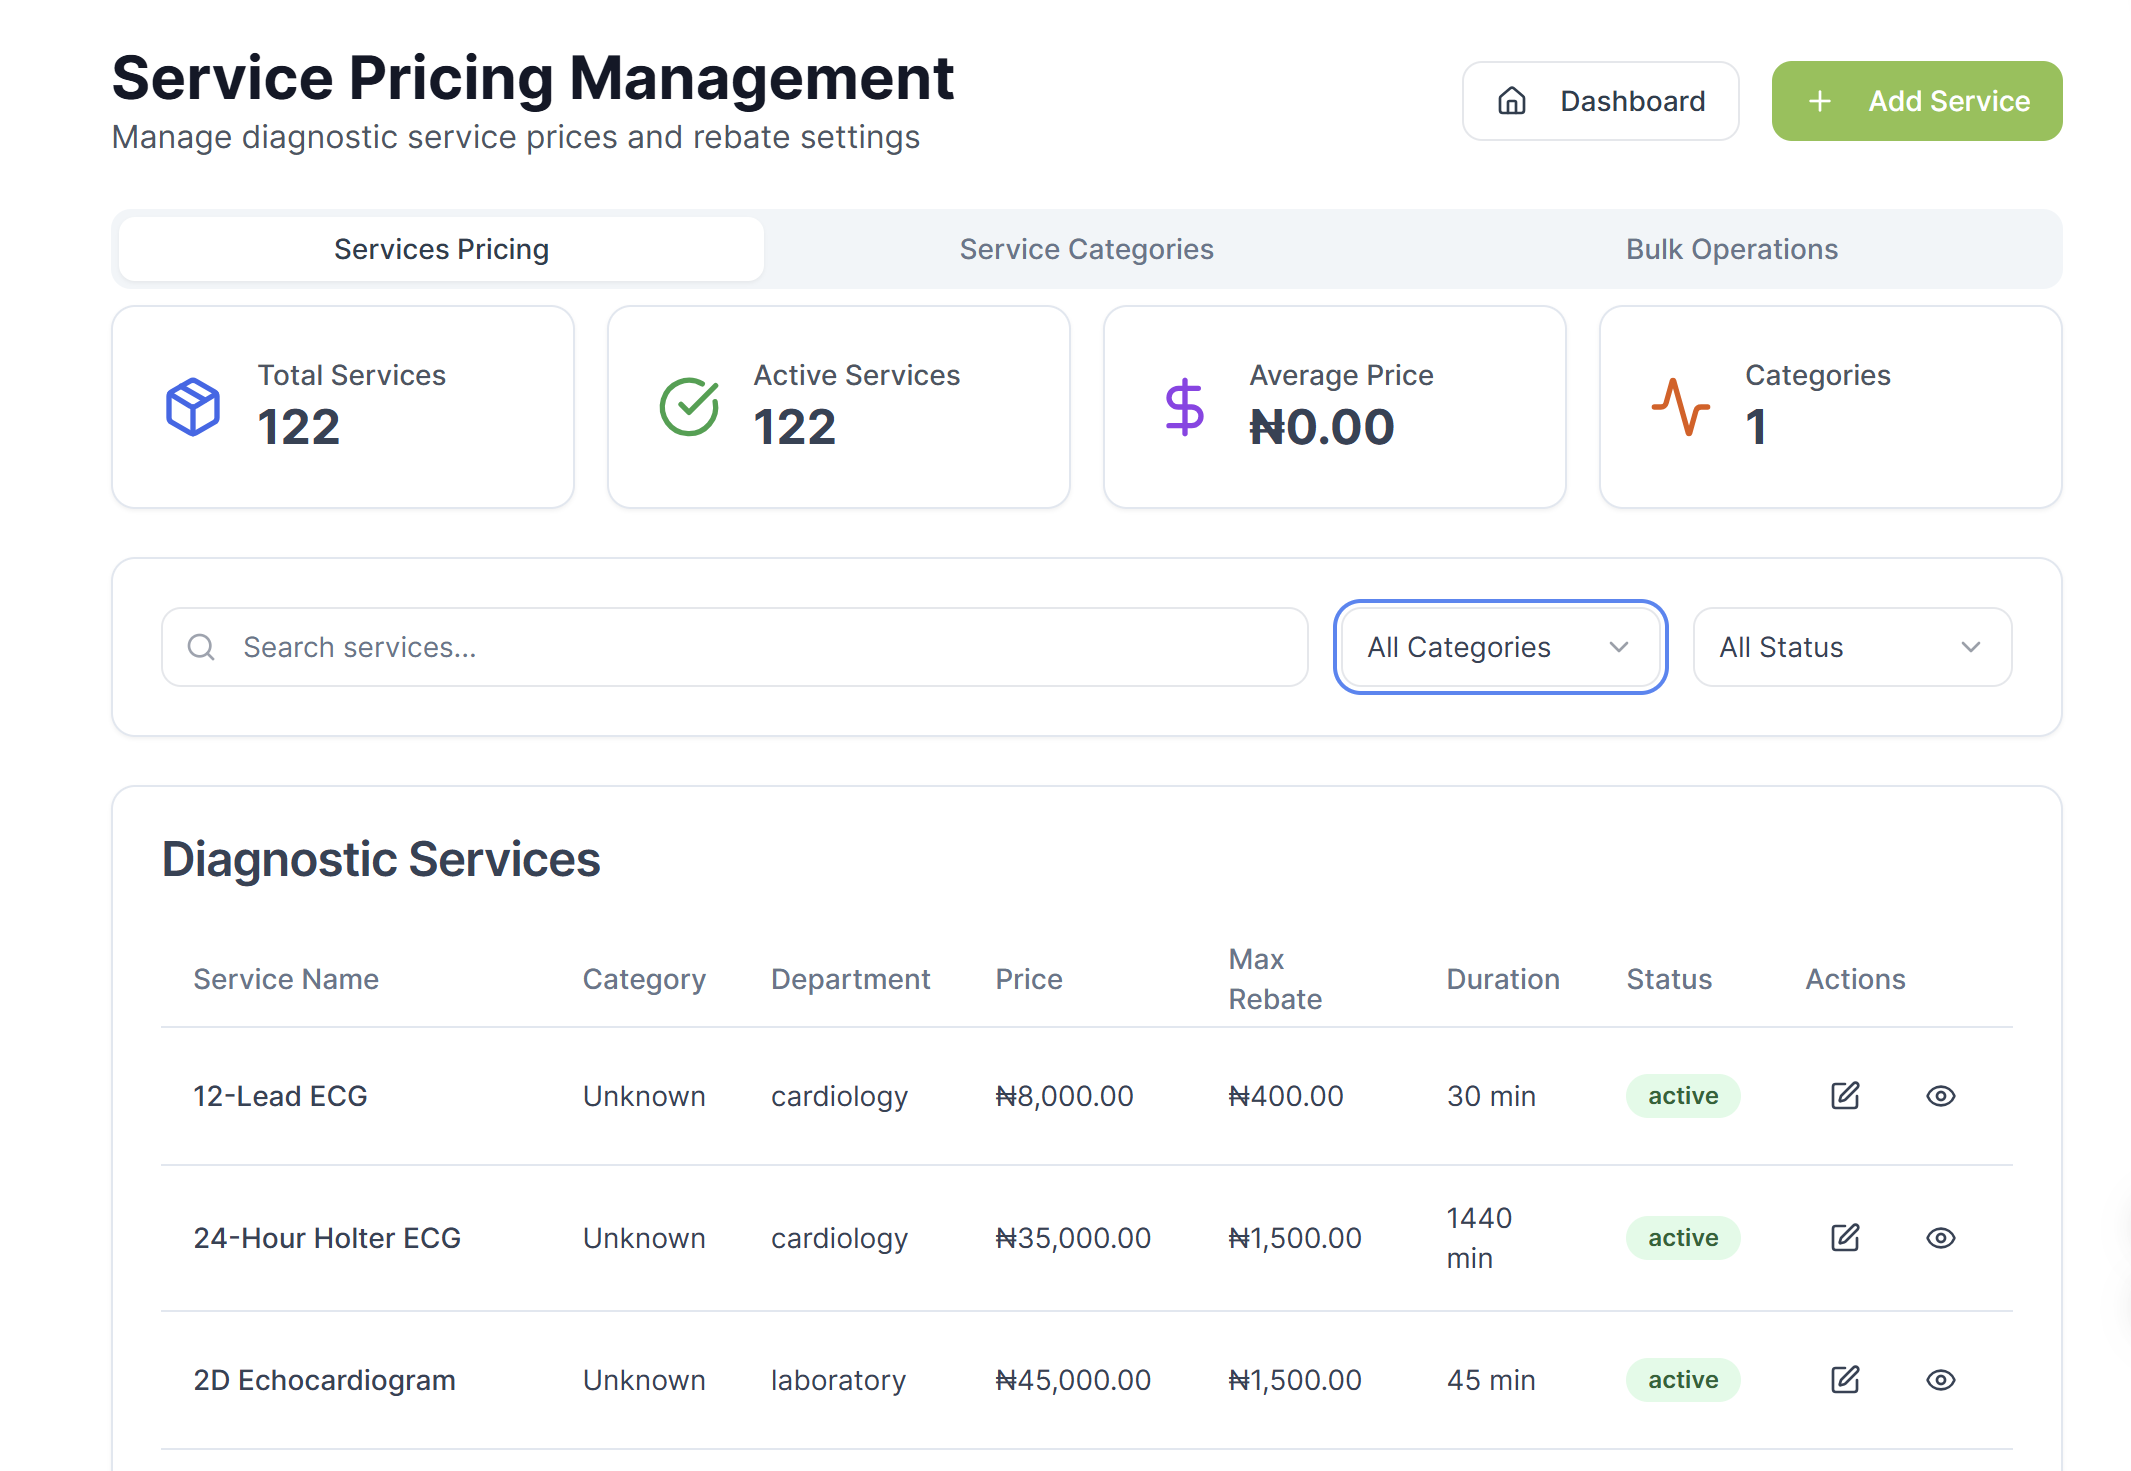 Service Pricing Management
Manage diagnostic service prices and rebate settings
Dashboard
Add Service
Services Pricing
Service Categories
Bulk Operations
Total Services
122
Active Services
122
Average Price
₦0.00
Categories
1
Search services...
All Categories
All Status
Diagnostic Services
Service Name
Category
Department
Price
Max
Rebate
Duration
Status
Actions
12-Lead ECG
Unknown
cardiology
₦8,000.00
₦400.00
30 min
active
24-Hour Holter ECG
Unknown
cardiology
₦35,000.00
₦1,500.00
1440
min
active
2D Echocardiogram
Unknown
laboratory
₦45,000.00
₦1,500.00
45 min
active